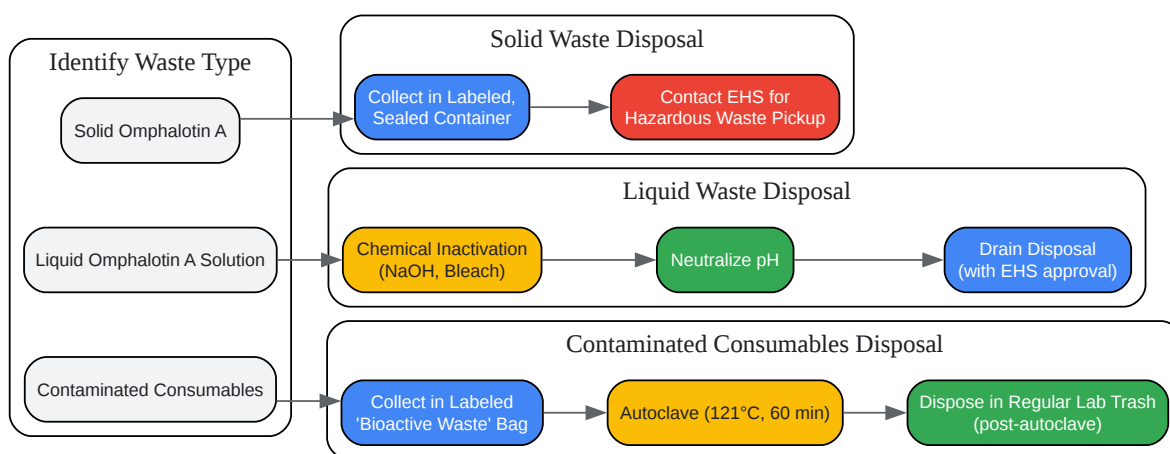 Identify Waste Type
Solid Omphalotin A
Liquid Omphalotin A Solution
Contaminated Consumables
Solid Waste Disposal
Collect in Labeled,
Sealed Container
Contact EHS for
Hazardous Waste Pickup
Liquid Waste Disposal
Chemical Inactivation
(NaOH, Bleach)
Neutralize pH
Drain Disposal
(with EHS approval)
Contaminated Consumables Disposal
Collect in Labeled
'Bioactive Waste' Bag
Autoclave (121°C, 60 min)
Dispose in Regular Lab Trash
(post-autoclave)